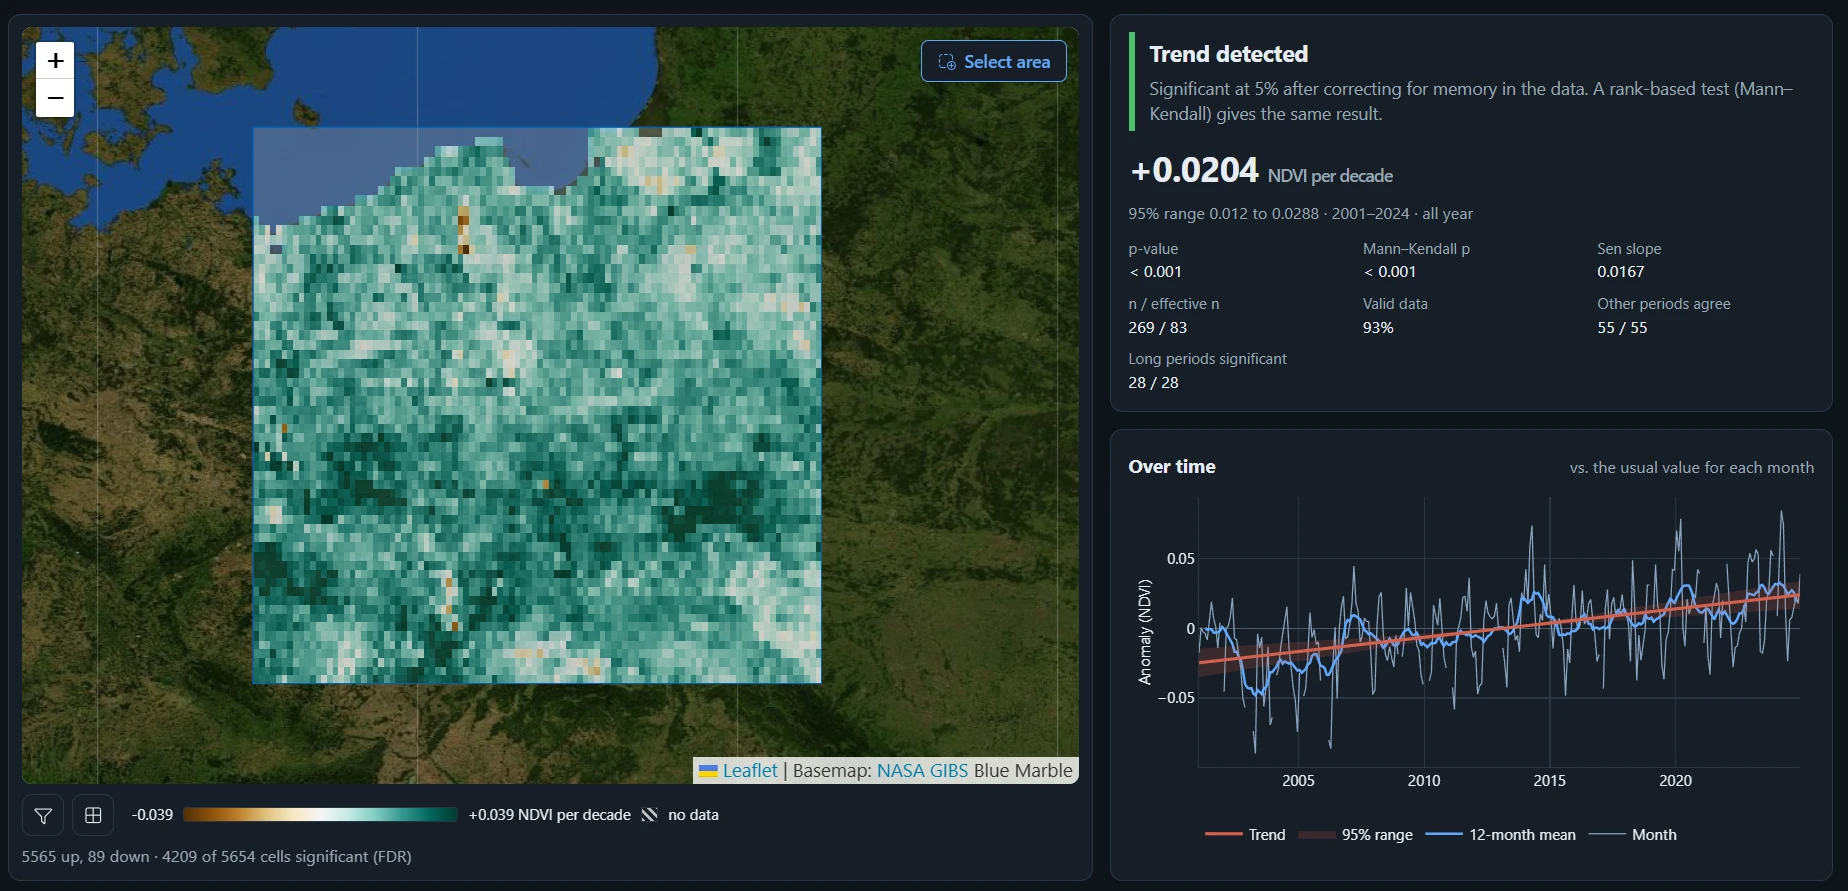 +
−
Select area
Leaflet | Basemap: NASA GIBS Blue Marble
-0.039
+0.039 NDVI per decade
no data
5565 up, 89 down · 4209 of 5654 cells significant (FDR)
Trend detected
Significant at 5% after correcting for memory in the data. A rank-based test (Mann–
Kendall) gives the same result.
+0.0204 NDVI per decade
95% range 0.012 to 0.0288 · 2001–2024 · all year
p-value
Mann–Kendall p
Sen slope
< 0.001
< 0.001
0.0167
n / effective n
Valid data
Other periods agree
269 / 83
93%
55 / 55
Long periods significant
28 / 28
Over time
vs. the usual value for each month
Anomaly (NDVI)
0.05
0
−0.05
2005
2010
2015
2020
Trend
95% range
12-month mean
Month